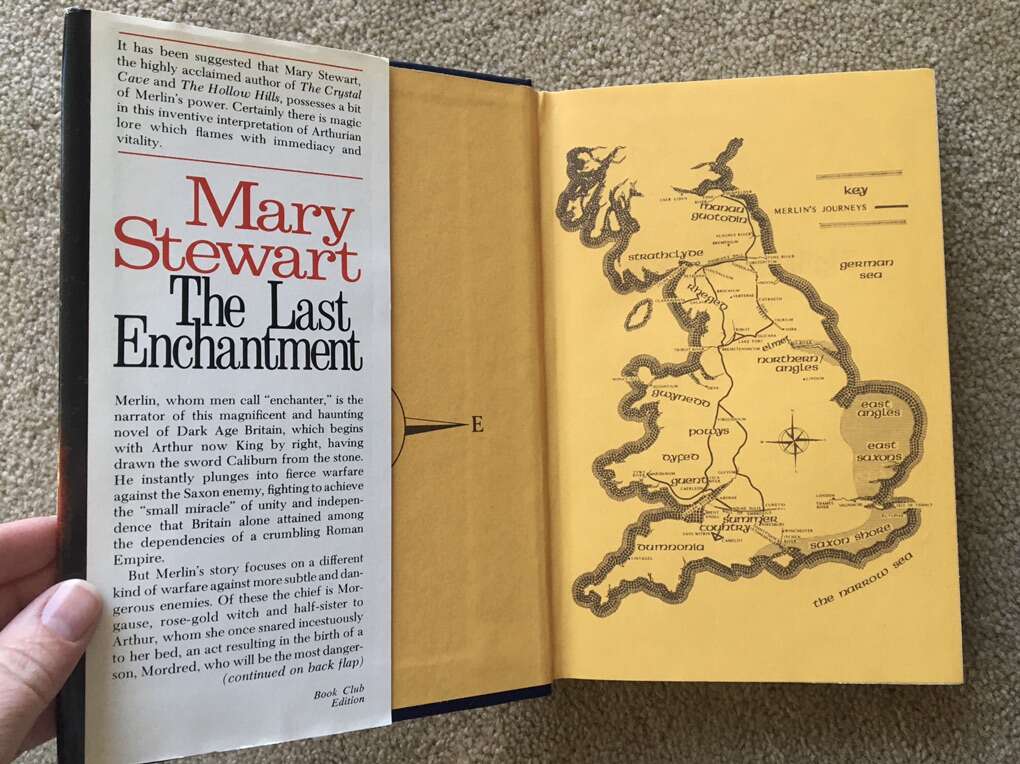 It has been suggested that Mary Stewart,
the highly acclaimed author of The Crystal
Cave and The Hollow Hills, possesses a bit
of Merlin's power. Certainly there is magic
in this inventive interpretation of Arthurian
lore which flames with immediacy and
vitality.
Mary
Stewart
The Last
Enchantment
Merlin, whom men call "enchanter," is the
narrator of this magnificent and haunting
novel of Dark Age Britain, which begins
with Arthur now King by right, having
drawn the sword Caliburn from the stone.
He instantly plunges into fierce warfare
against the Saxon enemy, fighting to achieve
the "small miracle" of unity and indepen-
dence that Britain alone attained among
the dependencies of a crumbling Roman
Empire.
But Merlin's story focuses on a different
kind of warfare against more subtle and dan-
gerous enemies. Of these the chief is Mor-
gause, rose-gold witch and half-sister to
Arthur, whom she once snared incestuously
to her bed, an act resulting in the birth of a
son, Mordred, who will be the most danger-
(continued on back flap)
Book Club
Edition
E
key
MERLIN'S JOURNEYS
german
sea
manau
guotodin
strathclyde
rheged
elmet
northern/
angles
gwynedd
east
angles
powys
east
saxons
dyfed
guent
LONDON
summer
country
CAMELOT
saxon shore
dumnonia
the narrow sea